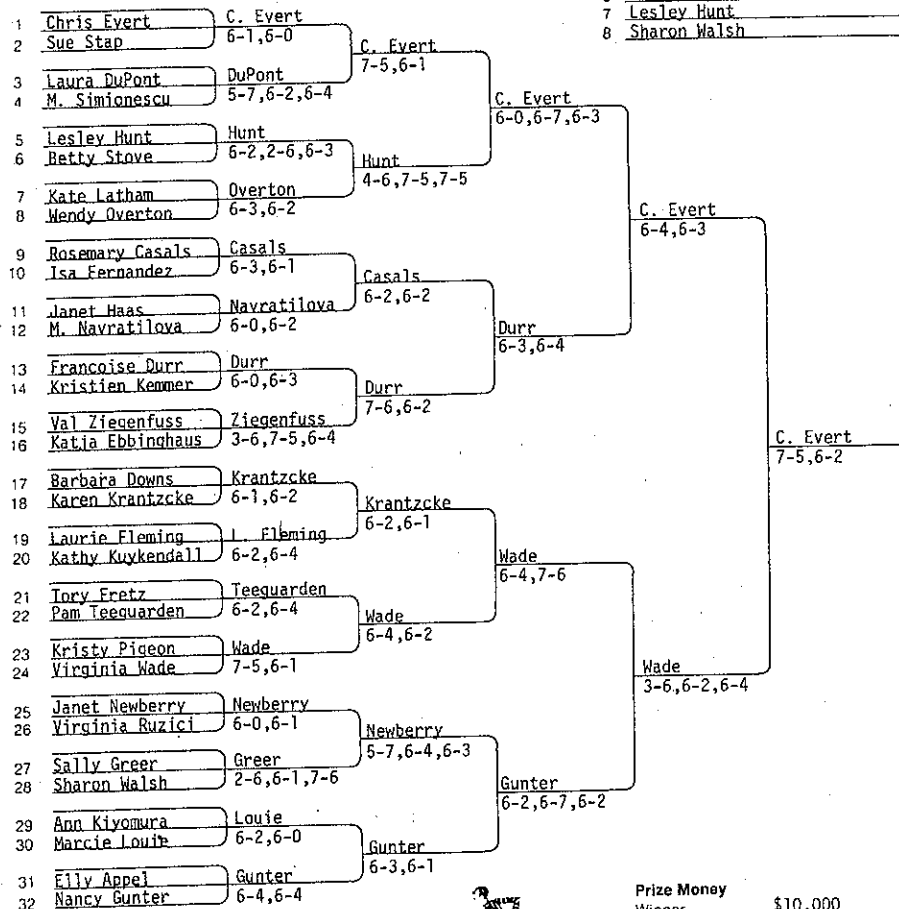 7 Lesley Hunt
8 Sharon Walsh
1 Chris Evert
2 Sue Stap
3 Laura DuPont
4 M. Simionescu
5 Lesley Hunt
6 Betty Stove
7 Kate Latham
8 Wendy Overton
9 Rosemary Casals
10 Isa Fernandez
11 Janet Haas
12 M. Navratilova
13 Francoise Durr
14 Kristien Kemmer
15 Val Ziegenfuss
16 Katja Ebbinghaus
17 Barbara Downs
18 Karen Krantzcke
19 Laurie Fleming
20 Kathy Kuykendall
21 Tory Fretz
22 Pam Teeguarden
23 Kristy Pigeon
24 Virginia Wade
25 Janet Newberry
26 Virginia Ruzici
27 Sally Greer
28 Sharon Walsh
29 Ann Kiyomura
30 Marcie Louie
31 Elly Appel
32 Nancy Gunter
C. Evert
6-1,6-0
DuPont
5-7,6-2,6-4
Hunt
6-2,2-6,6-3
Overton
6-3,6-2
Casals
6-3,6-1
Navratilova
6-0,6-2
Durr
6-0,6-3
Ziegenfuss
3-6,7-5,6-4
Krantzcke
6-1,6-2
L. Fleming
6-2,6-4
Teeguarden
6-2,6-4
Wade
7-5,6-1
Newberry
6-0,6-1
Greer
2-6,6-1,7-6
Louie
6-2,6-0
Gunter
6-4,6-4
C. Evert
7-5,6-1
Hunt
4-6,7-5,7-5
Casals
6-2,6-2
Durr
7-6,6-2
Krantzcke
6-2,6-1
Wade
6-4,6-2
Newberry
5-7,6-4,6-3
Gunter
6-3,6-1
C. Evert
6-0,6-7,6-3
Durr
6-3,6-4
Wade
6-4,7-6
Gunter
6-2,6-7,6-2
C. Evert
6-4,6-3
Wade
3-6,6-2,6-4
C. Evert
7-5,6-2
Prize Money
Winner $10,000